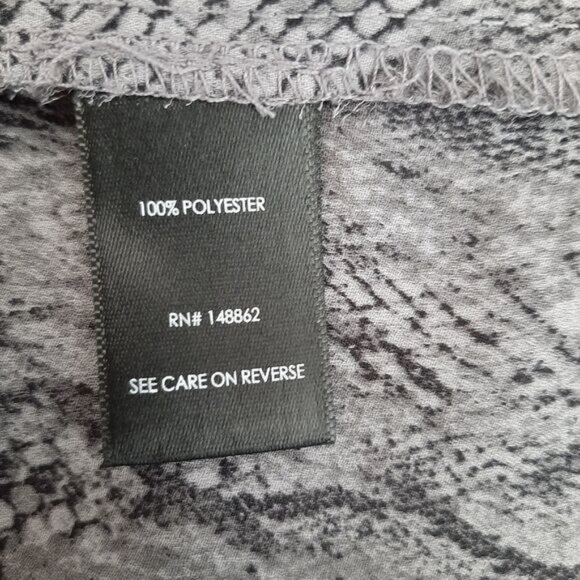 100% POLYESTER
RN# 148862
SEE CARE ON REVERSE